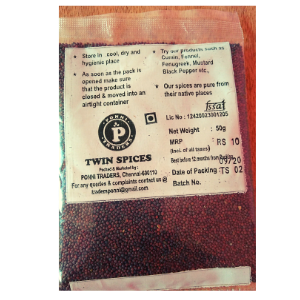 Store in cool, dry and
hygienic place
As soon as the pack is
opened make sure
that the product is
closed & moved into an
airtight container
Try our products such as
Cumin, Fennel,
Fenugreek, Mustard
Black Pepper etc.,
Our spices are pure from
their native places
fssai
Lic No : 12420023001205
PONNI
P
TRADERS
TWIN SPICES
Packed & Marketed by:
PONNI TRADERS, Chennai-600110
For any queries & complaints contact us @
tradersponni@gmail.com
Net Weight : 50g
MRP RS 10
(Incl. of all taxes)
Best before 12 months from
09/20
Date of Packing TS 02
Batch No.